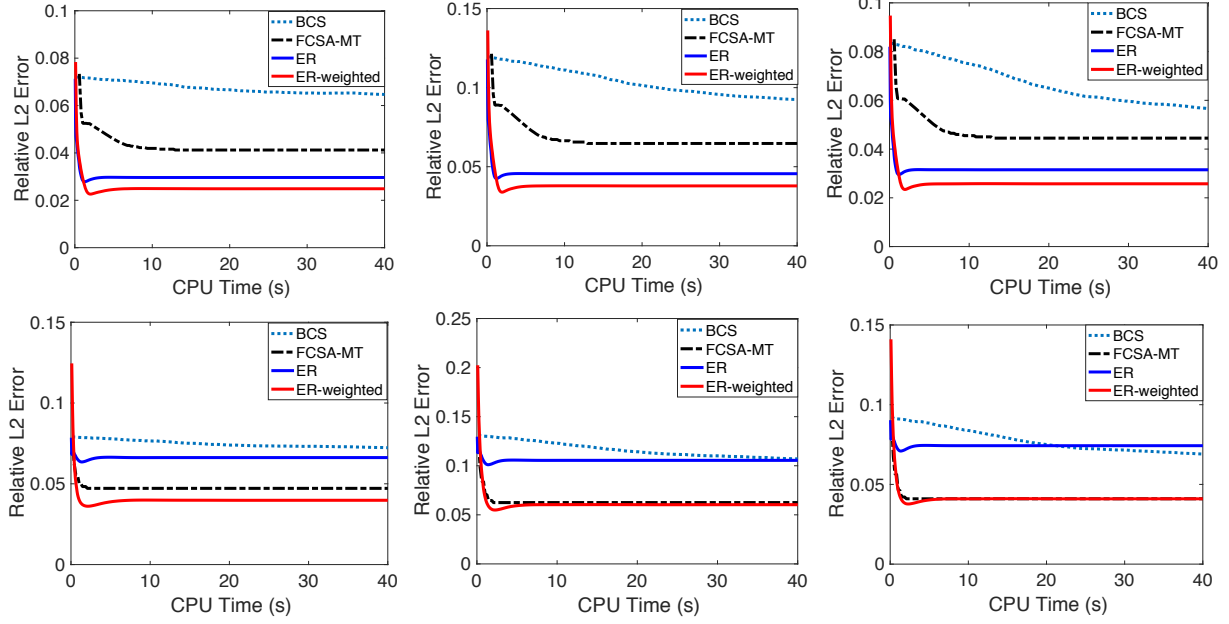 0.1
0.08
0.06
0.04
0.02
0
Relative L2 Error
0 10 20 30 40
CPU Time (s)
BCS
FCSA-MT
ER
ER-weighted
0.15
0.1
0.05
0
Relative L2 Error
0 10 20 30 40
CPU Time (s)
BCS
FCSA-MT
ER
ER-weighted
0.1
0.08
0.06
0.04
0.02
0
Relative L2 Error
0 10 20 30 40
CPU Time (s)
BCS
FCSA-MT
ER
ER-weighted
0.15
0.1
0.05
0
Relative L2 Error
0 10 20 30 40
CPU Time (s)
BCS
FCSA-MT
ER
ER-weighted
0.25
0.2
0.15
0.1
0.05
0
Relative L2 Error
0 10 20 30 40
CPU Time (s)
BCS
FCSA-MT
ER
ER-weighted
0.15
0.1
0.05
0
Relative L2 Error
0 10 20 30 40
CPU Time (s)
BCS
FCSA-MT
ER
ER-weighted